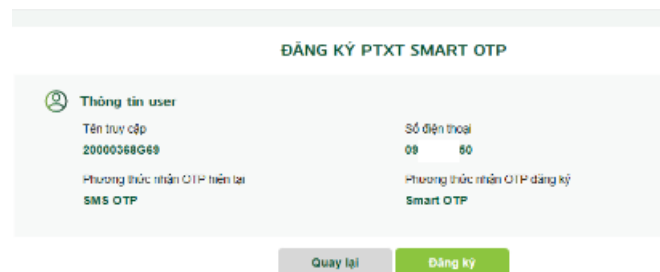 ĐĂNG KÝ PTXT SMART OTP
Thông tin user
Tên truy cập
Số điện thoại
20000368G69
09 50
Phương thức nhận OTP hiện tại
Phương thức nhận OTP đăng ký
SMS OTP
Smart OTP
Quay lại
Đăng ký